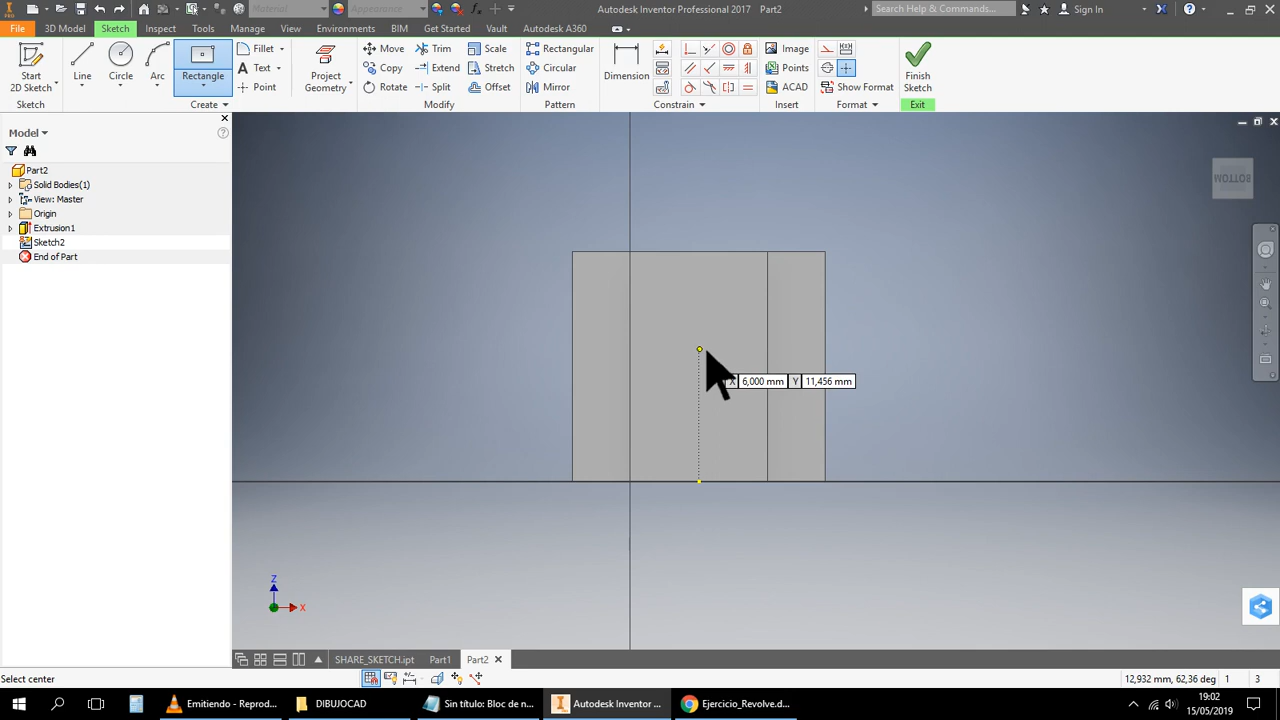 Material
Appearance
Autodesk Inventor Professional 2017 Part2
Search Help & Commands...
Sign In
PRO
File 3D Model Sketch Inspect Tools Manage View Environments BIM Get Started Vault Autodesk A360
Start
2D Sketch
Line
Circle
Arc
Rectangle
Fillet
Text
Point
Project
Geometry
Move
Copy
Rotate
Trim
Extend
Split
Scale
Stretch
Offset
Rectangular
Circular
Mirror
Dimension
Image
Points
ACAD
Show Format
Finish
Sketch
Sketch Create Modify Pattern Constrain Insert Format Exit
Model
Part2
Solid Bodies(1)
View: Master
Origin
Extrusion1
Sketch2
End of Part
BOTTOM
X 6,000 mm Y 11,456 mm
Z
X
SHARE_SKETCH.ipt Part1 Part2
Select center
12,932 mm, 62,36 deg 1 3
Emitiendo - Reprod...
DIBUJOCAD
Sin título: Bloc de n...
Autodesk Inventor ...
Ejercicio_Revolve.d...
19:02
15/05/2019